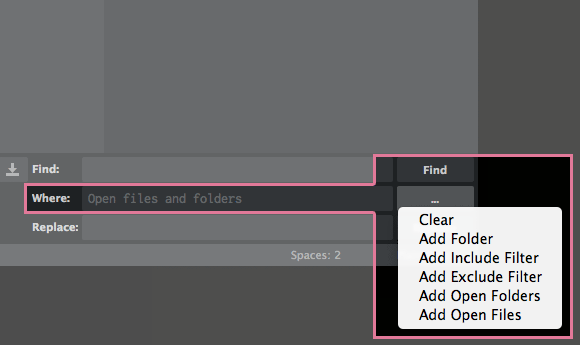 Find:
Find
Where:
Open files and folders
...
Replace:
Spaces: 2
Clear
Add Folder
Add Include Filter
Add Exclude Filter
Add Open Folders
Add Open Files